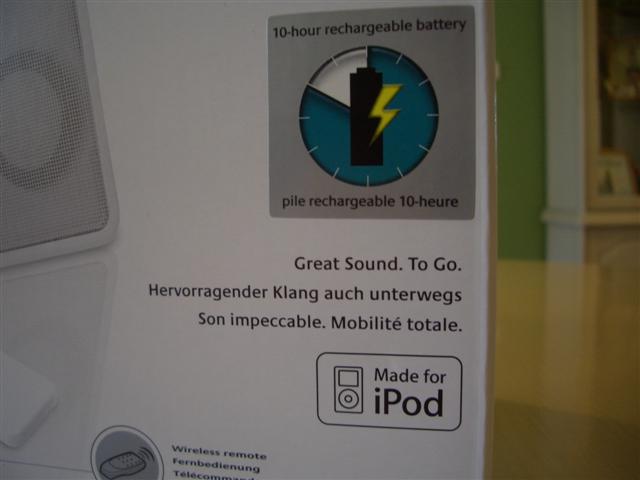 10-hour rechargeable battery
pile rechargeable 10-heure
Great Sound. To Go.
Hervorragender Klang auch unterwegs
Son impeccable. Mobilité totale.
Made for
iPod
Wireless remote
Fernbedienung